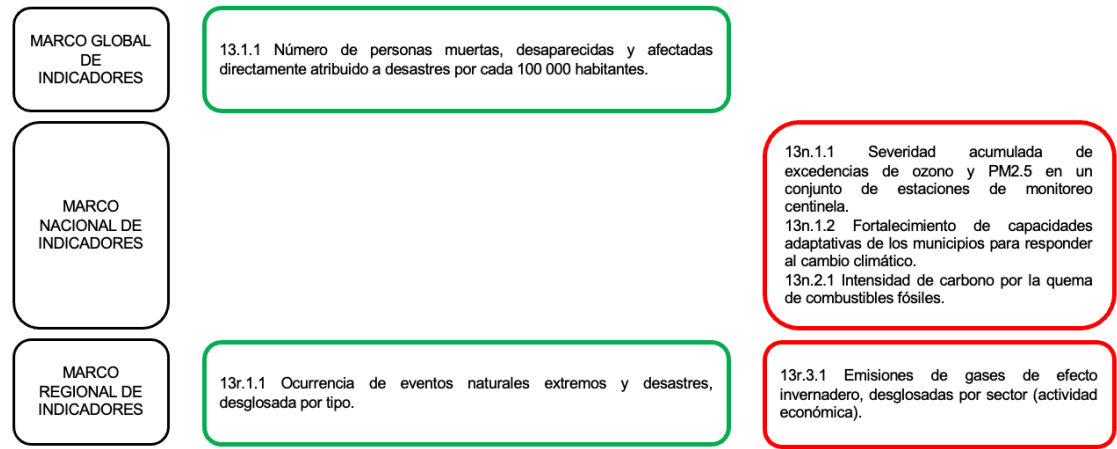 MARCO GLOBAL
DE
INDICADORES
13.1.1 Número de personas muertas, desaparecidas y afectadas
directamente atribuido a desastres por cada 100 000 habitantes.
MARCO
NACIONAL DE
INDICADORES
13n.1.1 Severidad acumulada de
excedencias de ozono y PM2.5 en un
conjunto de estaciones de monitoreo
centinela.
13n.1.2 Fortalecimiento de capacidades
adaptativas de los municipios para responder
al cambio climático.
13n.2.1 Intensidad de carbono por la quema
de combustibles fósiles.
MARCO
REGIONAL DE
INDICADORES
13r.1.1 Ocurrencia de eventos naturales extremos y desastres,
desglosada por tipo.
13r.3.1 Emisiones de gases de efecto
invernadero, desglosadas por sector (actividad
económica).